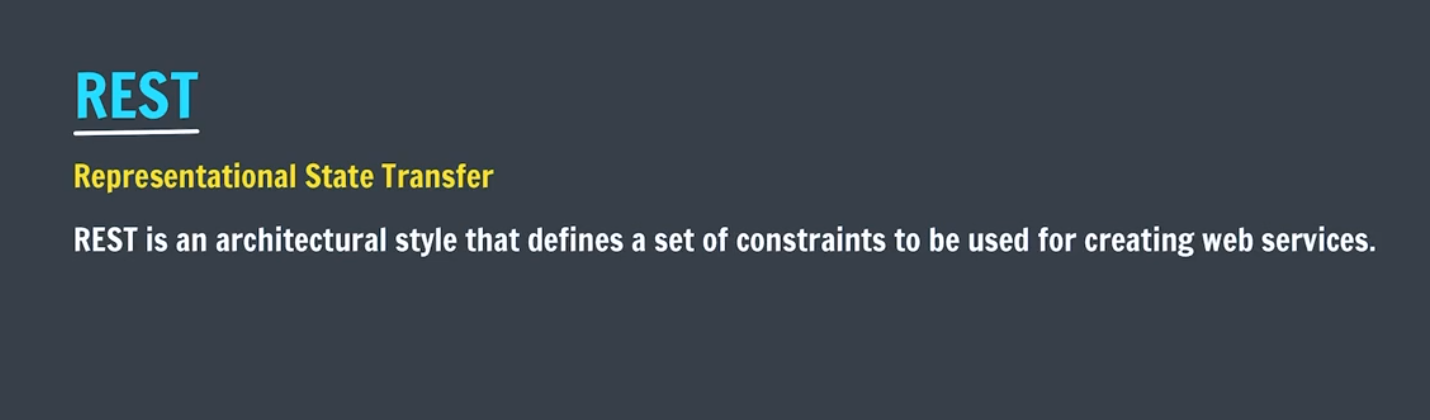 REST
Representational State Transfer
REST is an architectural style that defines a set of constraints to be used for creating web services.